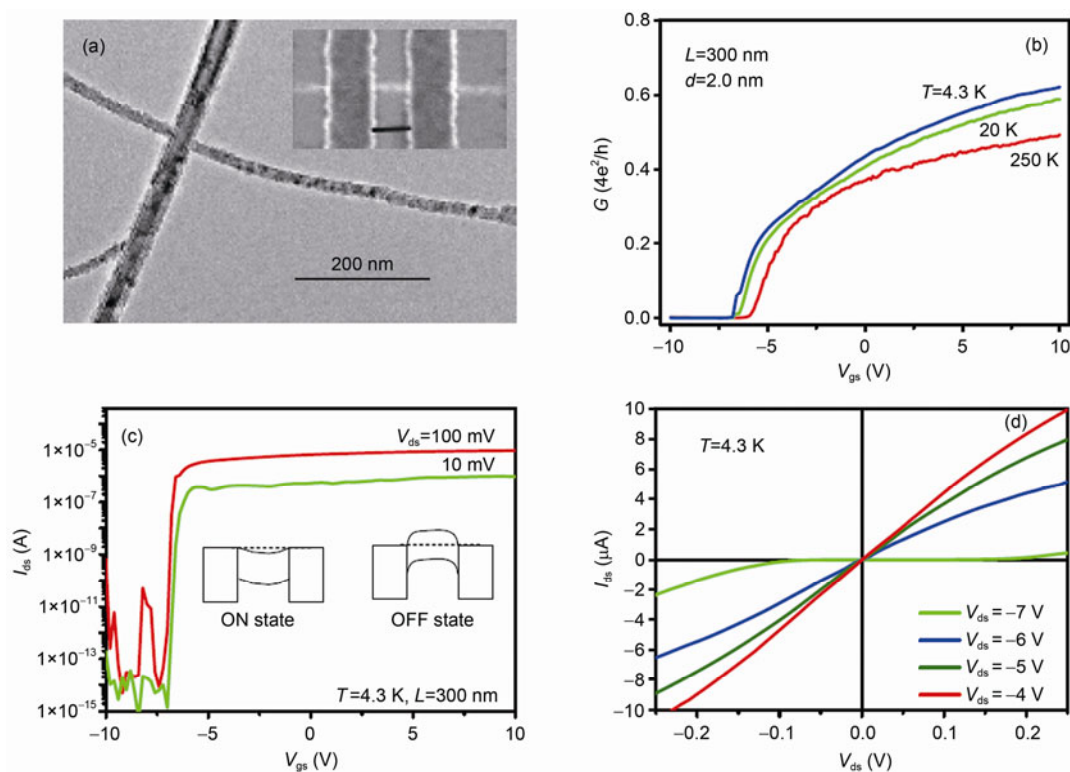 (a)
200 nm
(b)
L=300 nm
d=2.0 nm
T=4.3 K
20 K
250 K
0.8
0.6
0.4
0.2
0.0
G (4e²/h)
−10
−5
0
5
10
Vgs (V)
(c)
Vds=100 mV
10 mV
1×10⁻⁵
1×10⁻⁷
1×10⁻⁹
1×10⁻¹¹
1×10⁻¹³
1×10⁻¹⁵
Ids (A)
ON state
OFF state
T=4.3 K, L=300 nm
−10
−5
0
5
10
Vgs (V)
(d)
T=4.3 K
10
8
6
4
2
0
−2
−4
−6
−8
−10
Ids (μA)
Vds = −7 V
Vds = −6 V
Vds = −5 V
Vds = −4 V
−0.2
−0.1
0.0
0.1
0.2
Vds (V)